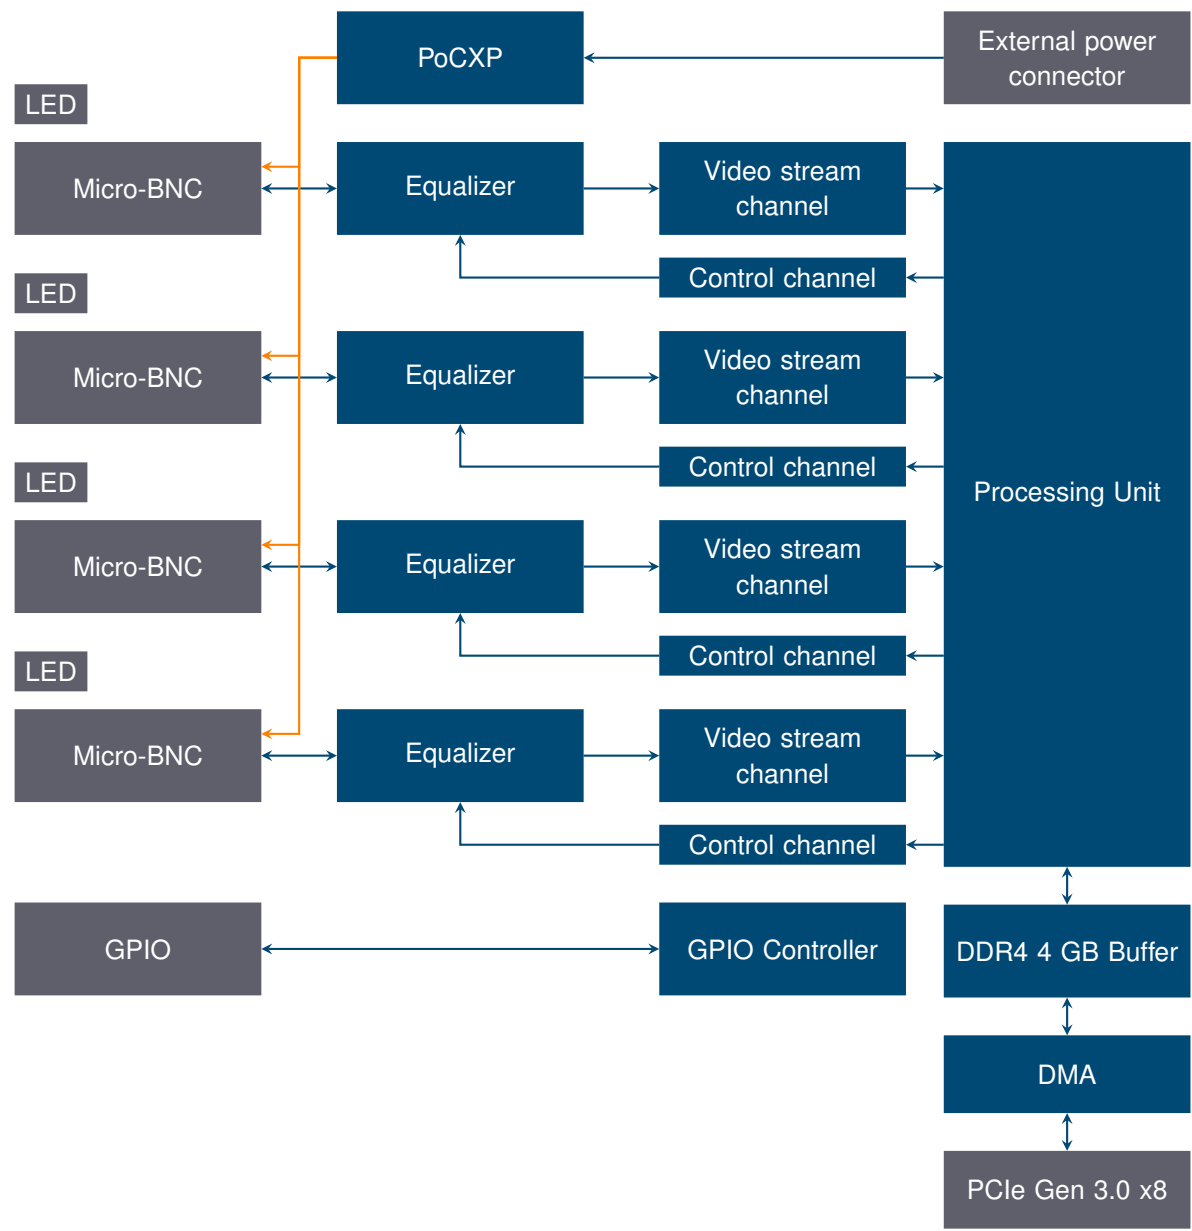 PoCXP
External power
connector
LED
Micro-BNC
Equalizer
Video stream
channel
Control channel
LED
Micro-BNC
Equalizer
Video stream
channel
Control channel
Processing Unit
LED
Micro-BNC
Equalizer
Video stream
channel
Control channel
LED
Micro-BNC
Equalizer
Video stream
channel
Control channel
GPIO
GPIO Controller
DDR4 4 GB Buffer
DMA
PCIe Gen 3.0 x8